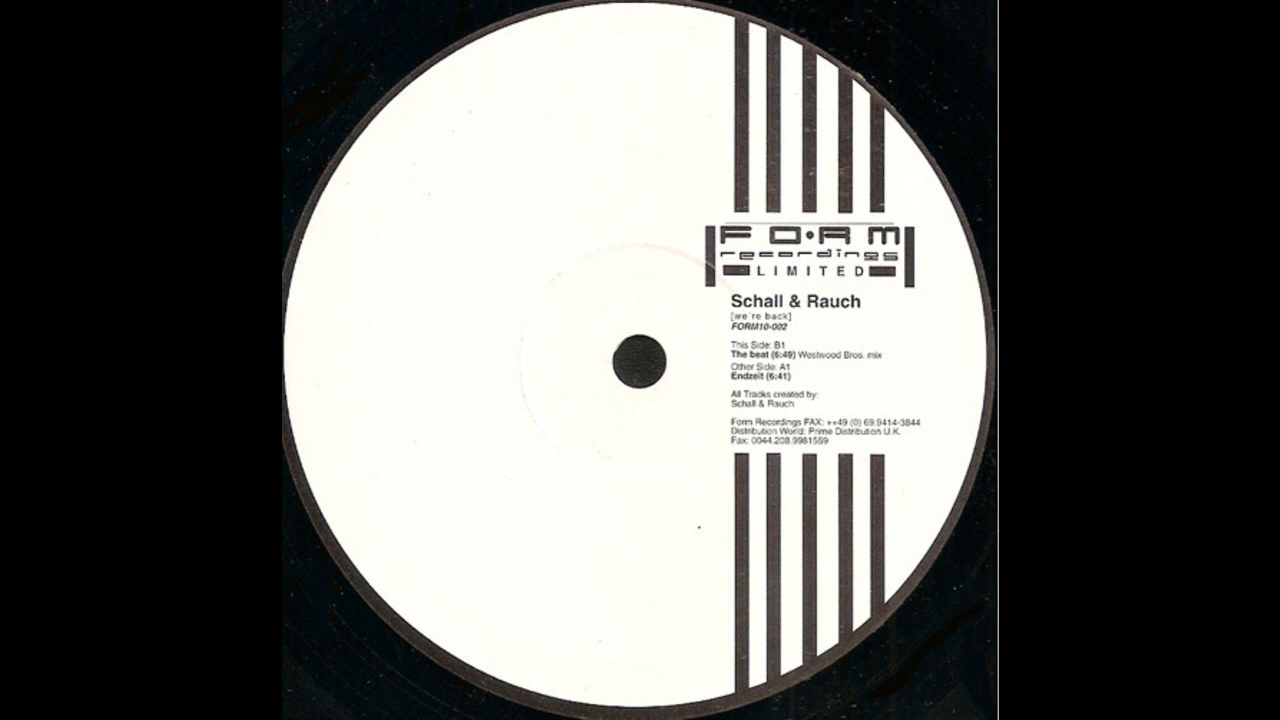 FO•RM
recordings
LIMITED
Schall & Rauch
[we´re back]
FORM10-002
This Side: B1
The beat (6:49) Westwood Bros. mix
Other Side: A1
Endzeit (6:41)
All Tracks created by:
Schall & Rauch
Form Recordings FAX: ++49 (0) 69.9414-3844
Distribution World: Prime Distribution U.K.
Fax: 0044.208.9981559